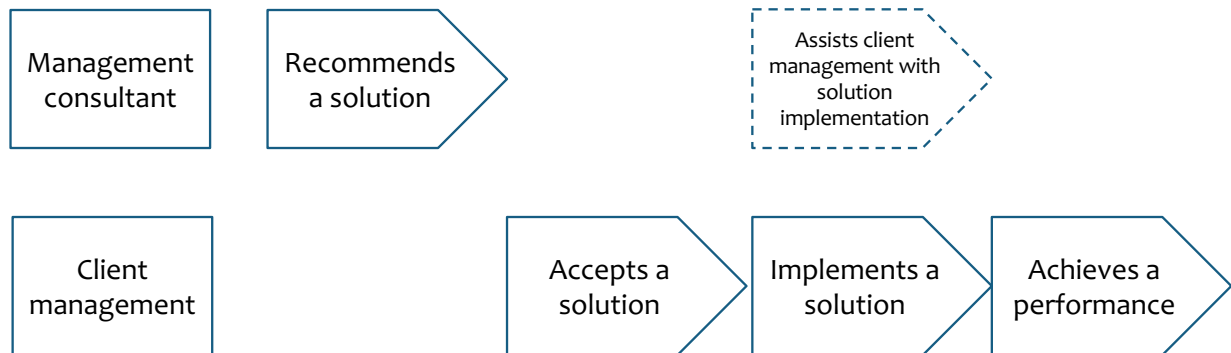 Management
consultant
Recommends
a solution
Assists client
management with
solution
implementation
Client
management
Accepts a
solution
Implements a
solution
Achieves a
performance